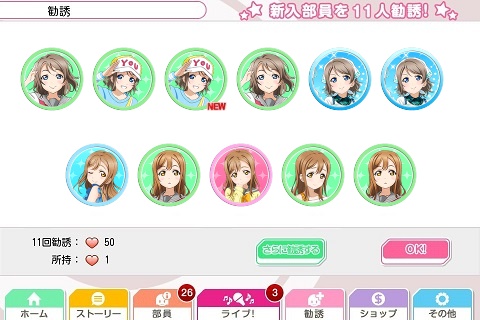 勧誘
新入部員を11人勧誘!
YOU
YOU
NEW
11回勧誘： 50
所持： 1
さらに勧誘する
OK!
26
3
ホーム
ストーリー
部員
ライブ!
勧誘
ショップ
その他